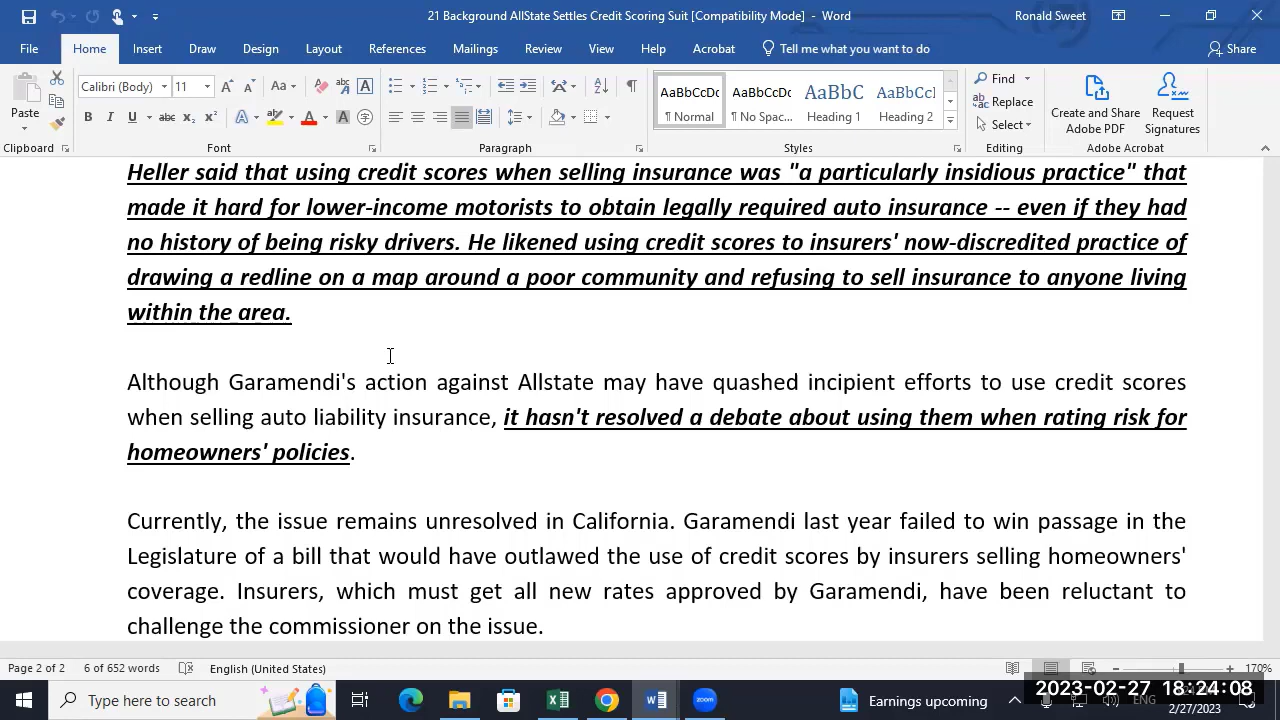 21 Background AllState Settles Credit Scoring Suit [Compatibility Mode] - Word
Ronald Sweet
File Home Insert Draw Design Layout References Mailings Review View Help Acrobat Tell me what you want to do Share
Paste
Calibri (Body) 11
Aa
B I U abc x₂ x²
AaBbCcDc AaBbCcDc AaBbC AaBbCcI
¶ Normal ¶ No Spac... Heading 1 Heading 2
Find
Replace
Select
Create and Share Adobe PDF
Request Signatures
Clipboard Font Paragraph Styles Editing Adobe Acrobat
Heller said that using credit scores when selling insurance was "a particularly insidious practice" that
made it hard for lower-income motorists to obtain legally required auto insurance -- even if they had
no history of being risky drivers. He likened using credit scores to insurers' now-discredited practice of
drawing a redline on a map around a poor community and refusing to sell insurance to anyone living
within the area.
Although Garamendi's action against Allstate may have quashed incipient efforts to use credit scores
when selling auto liability insurance, it hasn't resolved a debate about using them when rating risk for
homeowners' policies.
Currently, the issue remains unresolved in California. Garamendi last year failed to win passage in the
Legislature of a bill that would have outlawed the use of credit scores by insurers selling homeowners'
coverage. Insurers, which must get all new rates approved by Garamendi, have been reluctant to
challenge the commissioner on the issue.
Page 2 of 2 6 of 652 words English (United States) 170%
Type here to search
zoom
Earnings upcoming
ENG
2023-02-27 18:24:08
2/27/2023